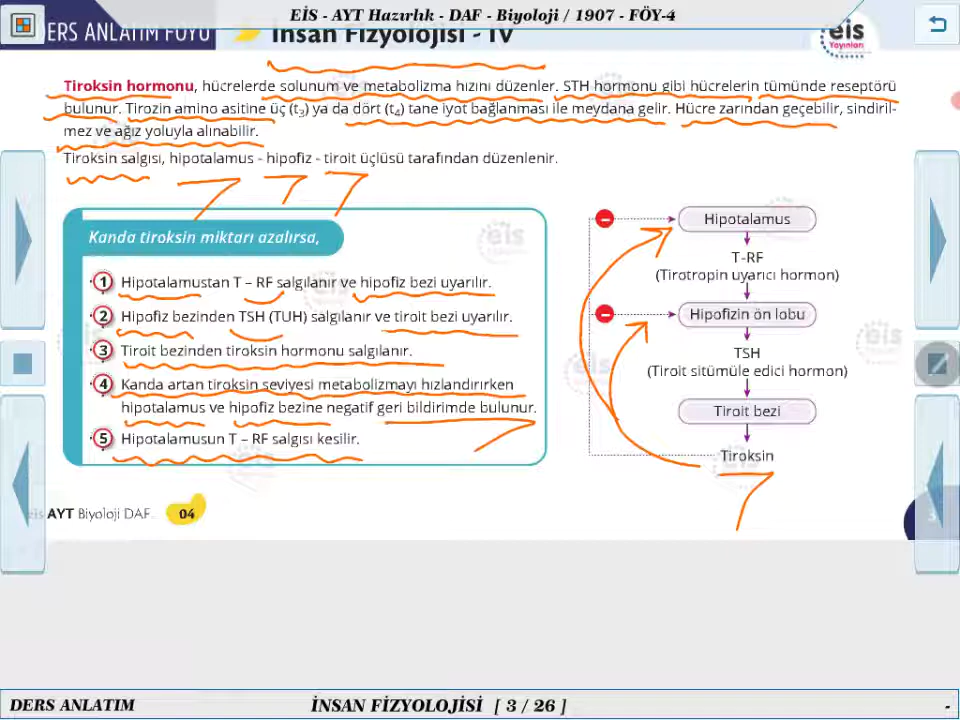 EİS - AYT Hazırlık - DAF - Biyoloji / 1907 - FÖY-4
DERS ANLATIM FÖYÜ
İnsan Fizyolojisi - IV
eis
Yayınları
Tiroksin hormonu, hücrelerde solunum ve metabolizma hızını düzenler. STH hormonu gibi hücrelerin tümünde reseptörü
bulunur. Tirozin amino asitine üç (t3) ya da dört (t4) tane iyot bağlanması ile meydana gelir. Hücre zarından geçebilir, sindiril-
mez ve ağız yoluyla alınabilir.
Tiroksin salgısı, hipotalamus - hipofiz - tiroit üçlüsü tarafından düzenlenir.
Kanda tiroksin miktarı azalırsa,
1 Hipotalamustan T – RF salgılanır ve hipofiz bezi uyarılır.
2 Hipofiz bezinden TSH (TUH) salgılanır ve tiroit bezi uyarılır.
3 Tiroit bezinden tiroksin hormonu salgılanır.
4 Kanda artan tiroksin seviyesi metabolizmayı hızlandırırken
hipotalamus ve hipofiz bezine negatif geri bildirimde bulunur.
5 Hipotalamusun T – RF salgısı kesilir.
Hipotalamus
T-RF
(Tirotropin uyarıcı hormon)
Hipofizin ön lobu
TSH
(Tiroit sitümüle edici hormon)
Tiroit bezi
Tiroksin
eis AYT Biyoloji DAF
04
3
DERS ANLATIM
İNSAN FİZYOLOJİSİ [ 3 / 26 ]
-